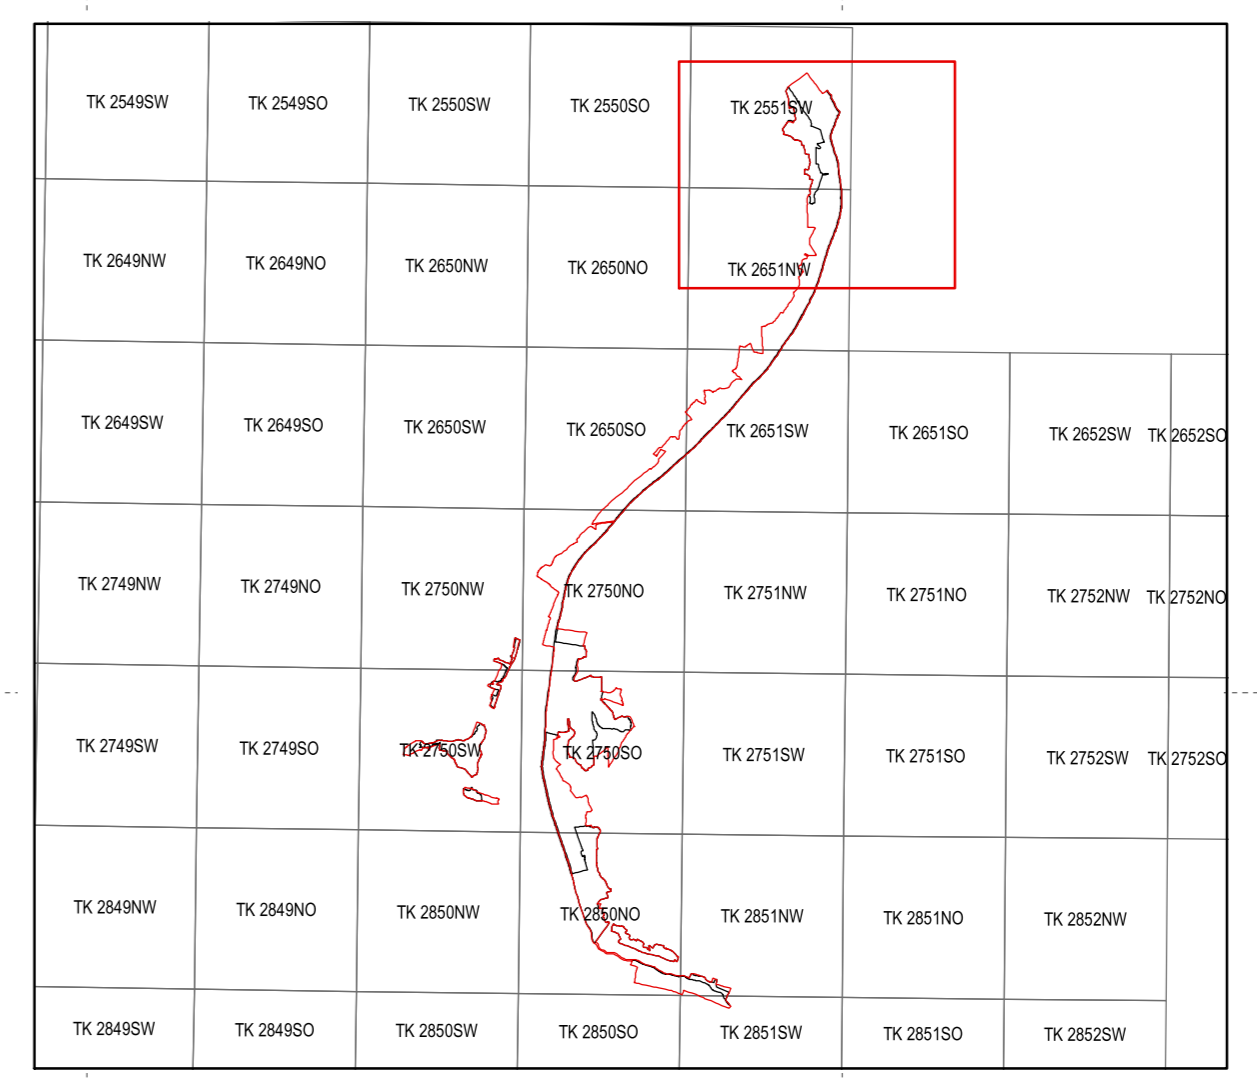 TK 2549SW TK 2549SO TK 2550SW TK 2550SO TK 2551SW
TK 2649NW TK 2649NO TK 2650NW TK 2650NO TK 2651NW
TK 2649SW TK 2649SO TK 2650SW TK 2650SO TK 2651SW TK 2651SO TK 2652SW TK 2652SO
TK 2749NW TK 2749NO TK 2750NW TK 2750NO TK 2751NW TK 2751NO TK 2752NW TK 2752NO
TK 2749SW TK 2749SO TK 2750SW TK 2750SO TK 2751SW TK 2751SO TK 2752SW TK 2752SO
TK 2849NW TK 2849NO TK 2850NW TK 2850NO TK 2851NW TK 2851NO TK 2852NW
TK 2849SW TK 2849SO TK 2850SW TK 2850SO TK 2851SW TK 2851SO TK 2852SW